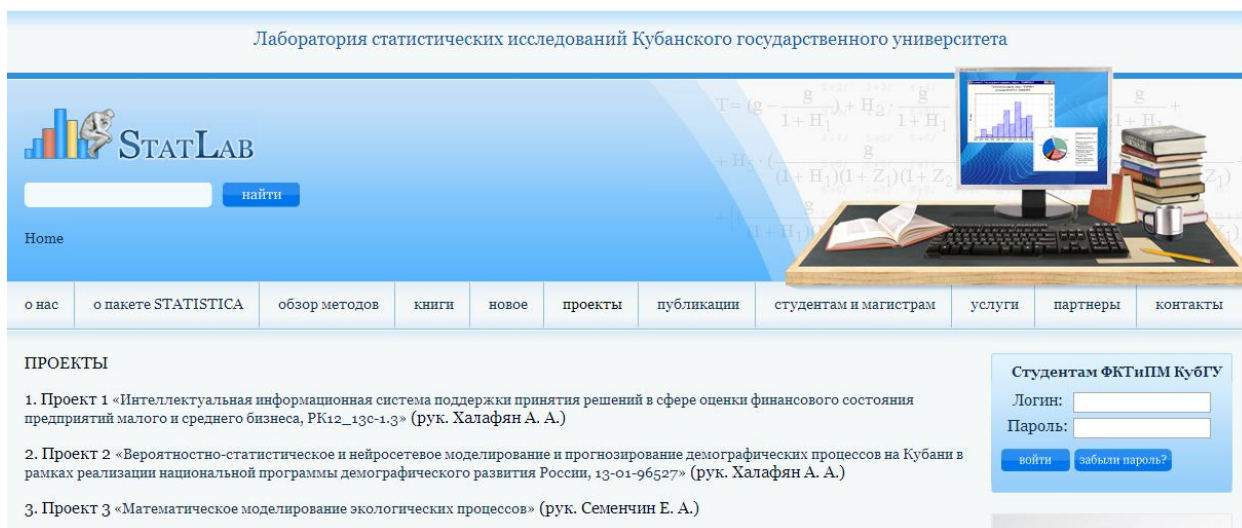 Лаборатория статистических исследований Кубанского государственного университета
STATLAB
найти
Home
о нас о пакете STATISTICA обзор методов книги новое проекты публикации студентам и магистрам услуги партнеры контакты
ПРОЕКТЫ
1. Проект 1 «Интеллектуальная информационная система поддержки принятия решений в сфере оценки финансового состояния
предприятий малого и среднего бизнеса, РК12_13с-1.3» (рук. Халафян А. А.)
2. Проект 2 «Вероятностно-статистическое и нейросетевое моделирование и прогнозирование демографических процессов на Кубани в
рамках реализации национальной программы демографического развития России, 13-01-96527» (рук. Халафян А. А.)
3. Проект 3 «Математическое моделирование экологических процессов» (рук. Семенчин Е. А.)
Студентам ФКТиПМ КубГУ
Логин:
Пароль:
войти забыли пароль?